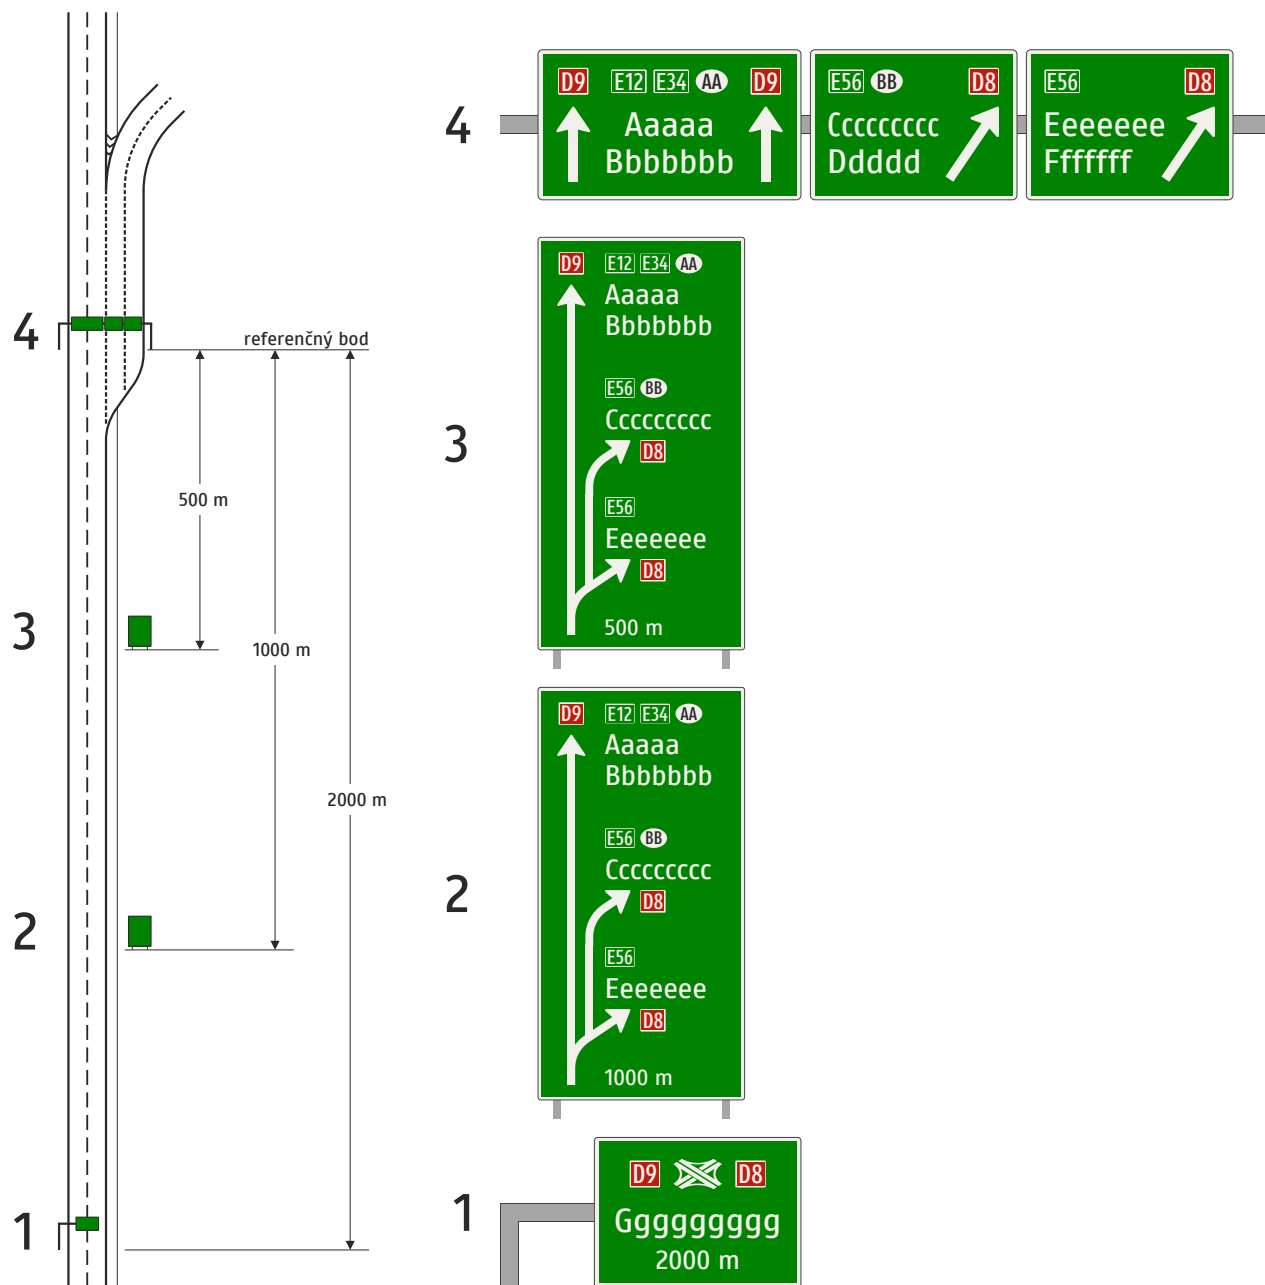 4
referenčný bod
500 m
3
1000 m
2000 m
2
1
4
D9 E12 E34 AA D9
Aaaaa
Bbbbbbb
E56 BB D8
Ccccccccc
Ddddd
E56 D8
Eeeeeee
Fffffff
3
D9 E12 E34 AA
Aaaaa
Bbbbbbb
E56 BB
Ccccccccc
D8
E56
Eeeeeee
D8
500 m
2
D9 E12 E34 AA
Aaaaa
Bbbbbbb
E56 BB
Ccccccccc
D8
E56
Eeeeeee
D8
1000 m
1
D9 D8
Ggggggggg
2000 m